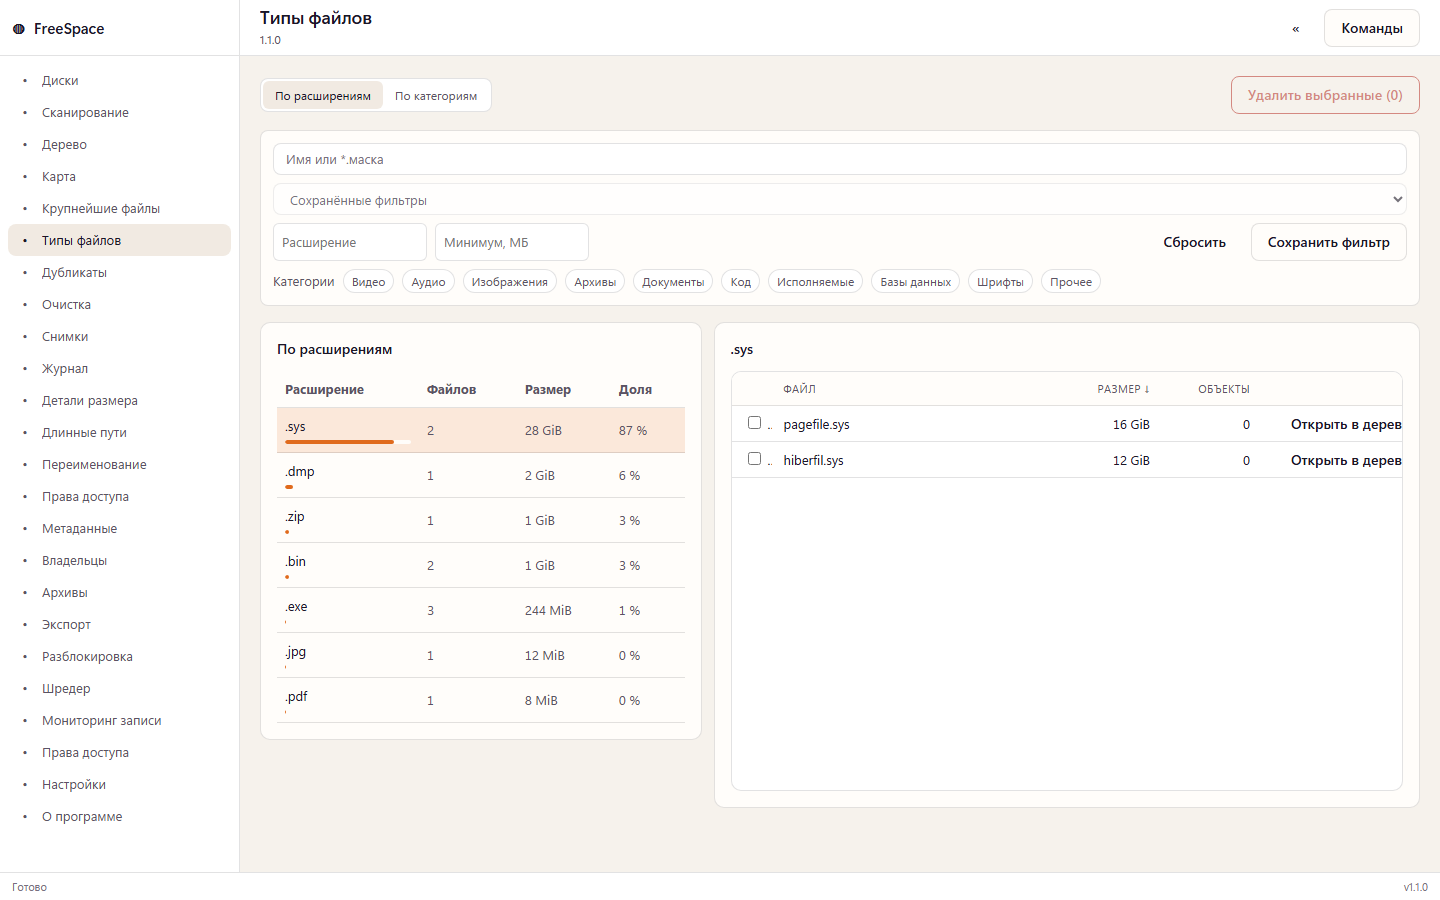 FreeSpace
Диски
Сканирование
Дерево
Карта
Крупнейшие файлы
Типы файлов
Дубликаты
Очистка
Снимки
Журнал
Детали размера
Длинные пути
Переименование
Права доступа
Метаданные
Владельцы
Архивы
Экспорт
Разблокировка
Шредер
Мониторинг записи
Права доступа
Настройки
О программе
Типы файлов
1.1.0
« Команды
По расширениям По категориям
Удалить выбранные (0)
Имя или *.маска
Сохранённые фильтры
Расширение Минимум, МБ Сбросить Сохранить фильтр
Категории Видео Аудио Изображения Архивы Документы Код Исполняемые Базы данных Шрифты Прочее
По расширениям
Расширение Файлов Размер Доля
.sys 2 28 GiB 87 %
.dmp 1 2 GiB 6 %
.zip 1 1 GiB 3 %
.bin 2 1 GiB 3 %
.exe 3 244 MiB 1 %
.jpg 1 12 MiB 0 %
.pdf 1 8 MiB 0 %
.sys
ФАЙЛ РАЗМЕР ↓ ОБЪЕКТЫ
.. pagefile.sys 16 GiB 0 Открыть в дерев
.. hiberfil.sys 12 GiB 0 Открыть в дерев
Готово v1.1.0